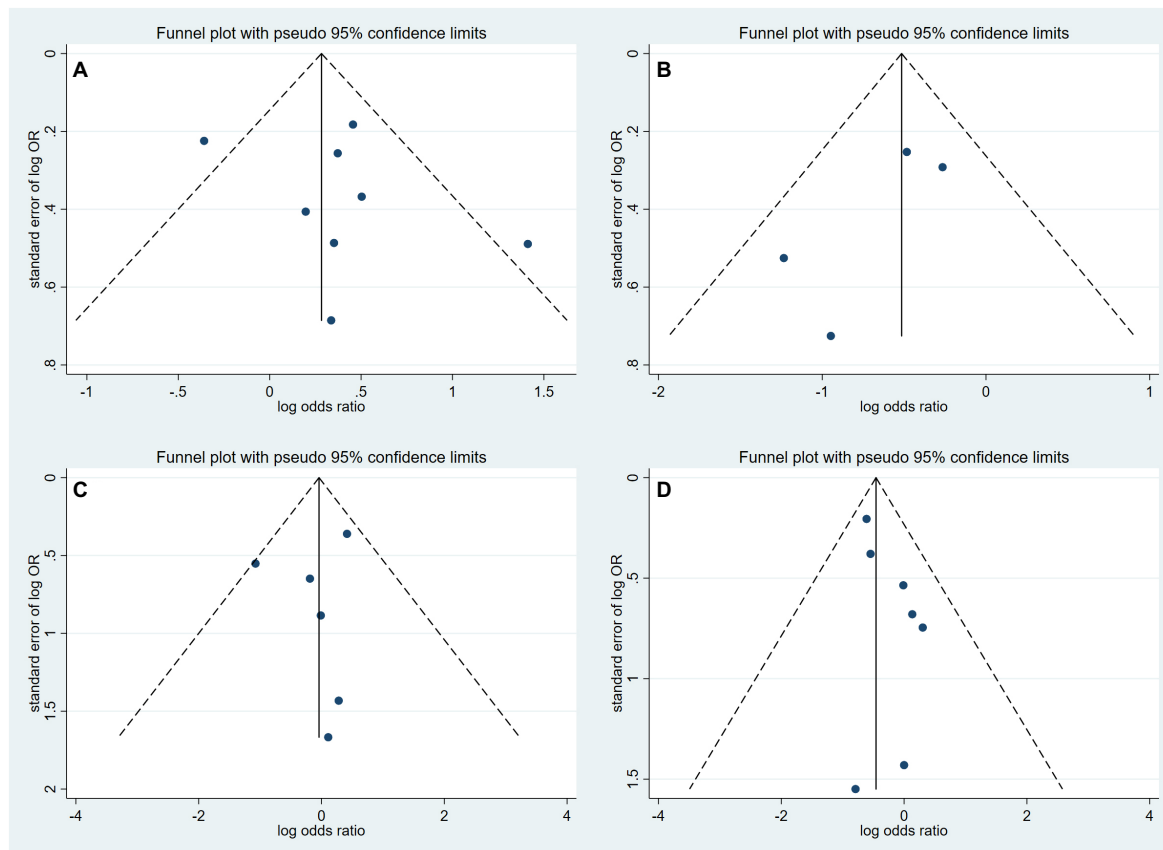 Funnel plot with pseudo 95% confidence limits
A
standard error of log OR
0
.2
.4
.6
.8
-1
-.5
0
.5
1
1.5
log odds ratio
Funnel plot with pseudo 95% confidence limits
B
standard error of log OR
0
.2
.4
.6
.8
-2
-1
0
1
log odds ratio
Funnel plot with pseudo 95% confidence limits
C
standard error of log OR
0
.5
1
1.5
2
-4
-2
0
2
4
log odds ratio
Funnel plot with pseudo 95% confidence limits
D
standard error of log OR
0
.5
1
1.5
-4
-2
0
2
4
log odds ratio